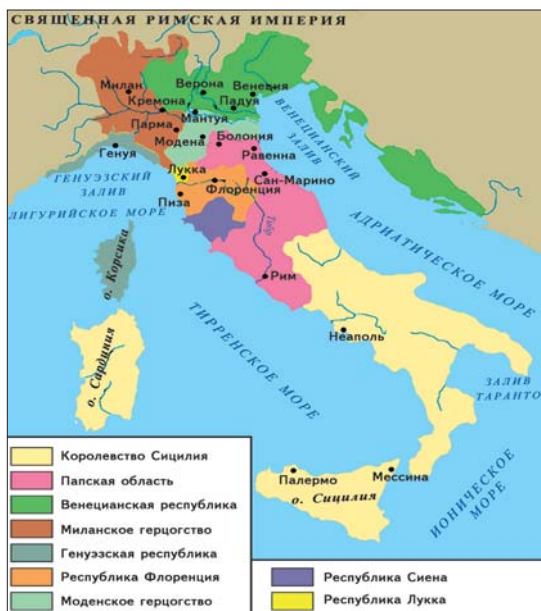 СВЯЩЕННАЯ РИМСКАЯ ИМПЕРИЯ
Милан
Верона
Венеция
Кремона
Мантуя
Падуя
Парма
Модена
Болония
Генуя
Равенна
ВЕНЕЦИАНСКИЙ
ЗАЛИВ
ГЕНУЭЗСКИЙ
ЗАЛИВ
Лукка
Флоренция
Сан-Марино
Пиза
ЛИГУРИЙСКОЕ МОРЕ
Тибр
АДРИАТИЧЕСКОЕ МОРЕ
о. Корсика
Рим
Неаполь
ТИРРЕНСКОЕ МОРЕ
о. Сардиния
ЗАЛИВ
ТАРАНТО
ИОНИЧЕСКОЕ
МОРЕ
Палермо
Мессина
о. Сицилия
Королевство Сицилия
Папская область
Венецианская республика
Миланское герцогство
Генуэзская республика
Республика Флоренция
Моденское герцогство
Республика Сиена
Республика Лукка